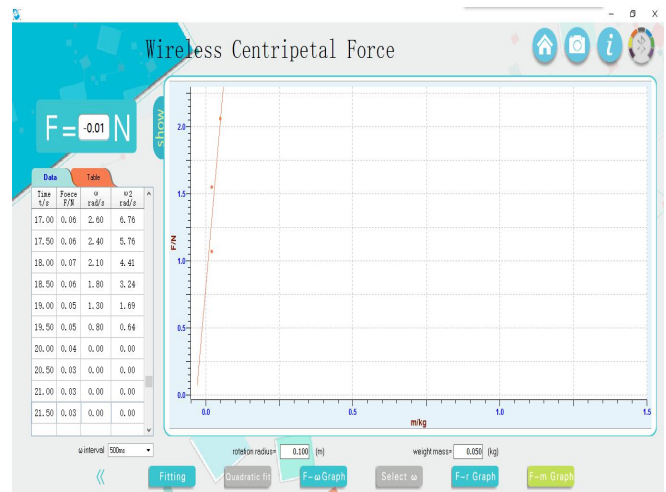 Wireless Centripetal Force
F = -0.01 N
show
Data Table
Time t/s Foece F/N ω rad/s ω2 rad/s
17.00 0.06 2.60 6.76
17.50 0.06 2.40 5.76
18.00 0.07 2.10 4.41
18.50 0.06 1.80 3.24
19.00 0.05 1.30 1.69
19.50 0.05 0.80 0.64
20.00 0.04 0.00 0.00
20.50 0.03 0.00 0.00
21.00 0.03 0.00 0.00
21.50 0.03 0.00 0.00
F/N
2.0
1.5
1.0
0.5
0.0
0.0 0.5 1.0 1.5
m/kg
ω interval 500ms rotation radius= 0.100 (m) weight mass= 0.050 (kg)
Fitting Quadratic fit F-ωGraph Select ω F-r Graph F-m Graph